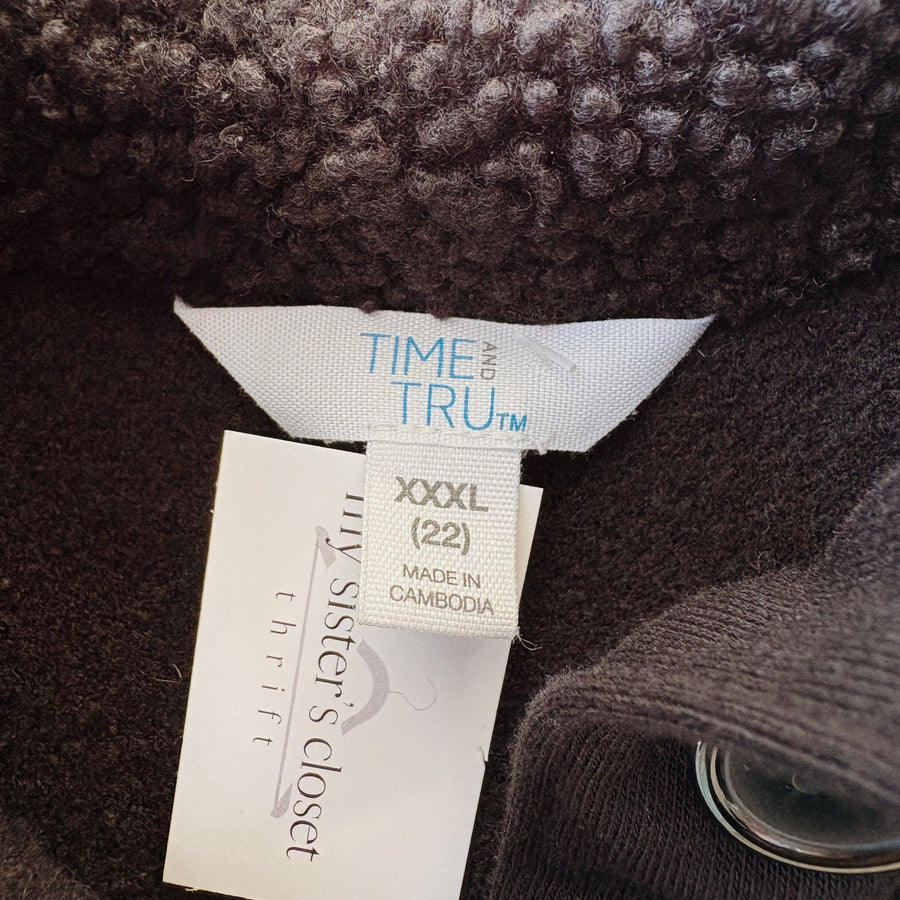 TIME AND
TRU™
XXXL
(22)
MADE IN
CAMBODIA
my sister's closet
thrift